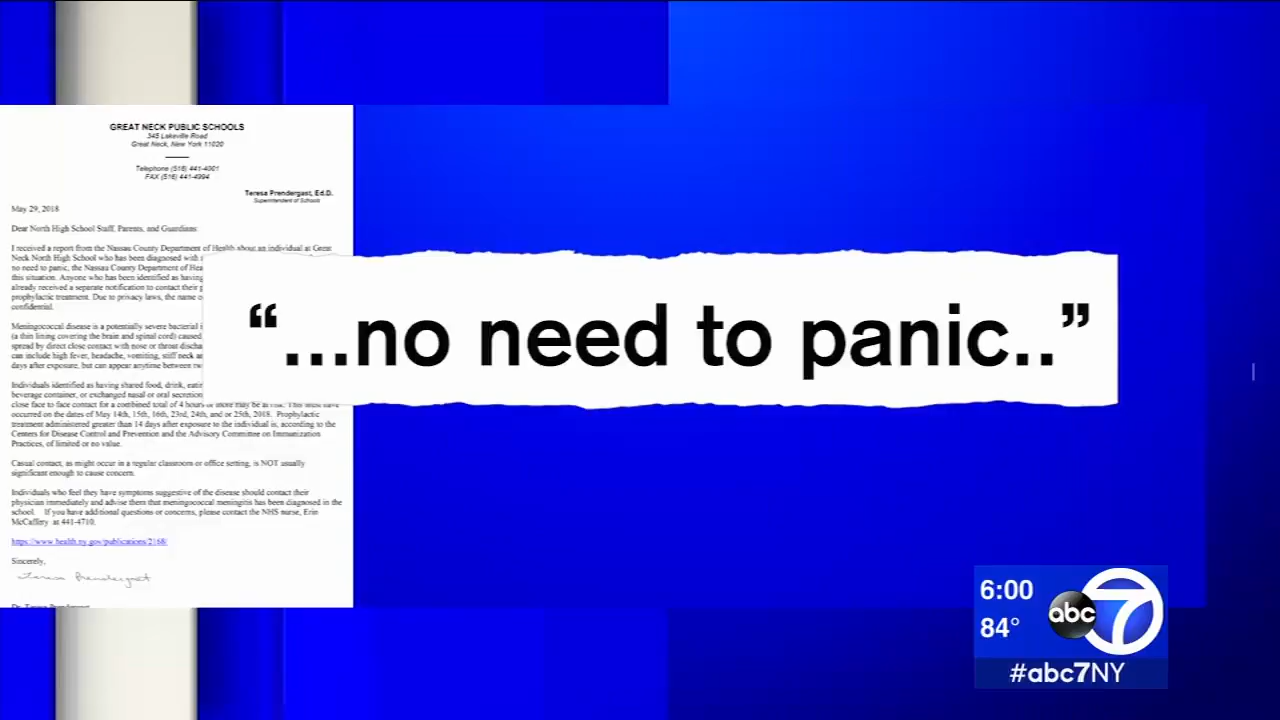 GREAT NECK PUBLIC SCHOOLS
345 Lakeville Road
Great Neck, New York 11020
Telephone (516) 441-4001
FAX (516) 441-4994
Teresa Prendergast, Ed.D.
Superintendent of Schools
May 29, 2018
Dear North High School Staff, Parents, and Guardians:
I received a report from the Nassau County Department of Health about an individual at Great
Neck North High School who has been diagnosed with
no need to panic, the Nassau County Department of
this situation. Anyone who has been identified as having
already received a separate notification to contact their
prophylactic treatment. Due to privacy laws, the name
confidential.
Meningococcal disease is a potentially severe bacterial
(a thin lining covering the brain and spinal cord) caused
spread by direct close contact with nose or throat discharge
can include high fever, headache, vomiting, stiff neck
days after exposure, but can appear anytime between
Individuals identified as having shared food, drink,
beverage container, or exchanged nasal or oral
close face to face contact for a combined total of 4 hours or more may be at risk. This must have
occurred on the dates of May 14th, 15th, 16th, 23rd, 24th, and or 25th, 2018. Prophylactic
treatment administered greater than 14 days after exposure to the individual is, according to the
Centers for Disease Control and Prevention and the Advisory Committee on Immunization
Practices, of limited or no value.
Casual contact, as might occur in a regular classroom or office setting, is NOT usually
significant enough to cause concern.
Individuals who feel they have symptoms suggestive of the disease should contact their
physician immediately and advise them that meningococcal meningitis has been diagnosed in the
school. If you have additional questions or concerns, please contact the NHS nurse, Erin
McCaffery at 441-4710.
https://www.health.ny.gov/publications/2168/
Sincerely,
Teresa Prendergast
Dr. Teresa Prendergast
“...no need to panic..”
6:00
84°
abc 7
#abc7NY